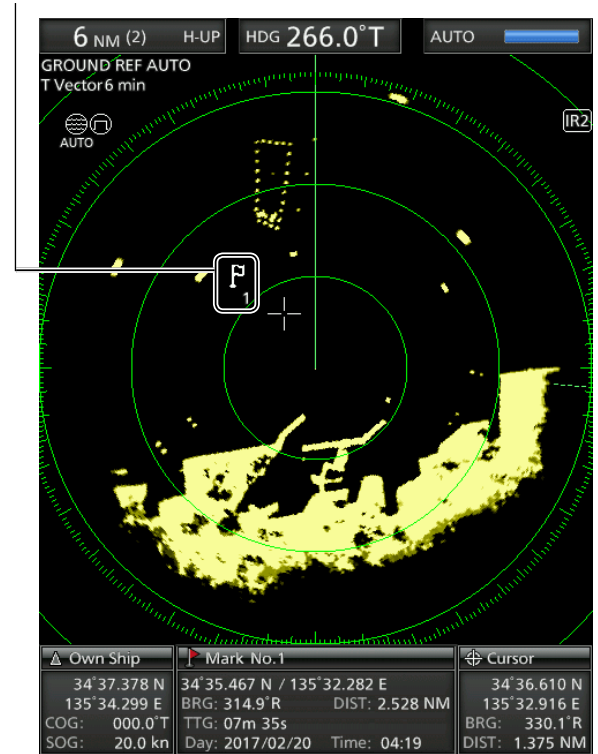 6 NM (2) H-UP HDG 266.0°T AUTO
GROUND REF AUTO
T Vector 6 min
AUTO
IR2
1
Own Ship
34°37.378 N
135°34.299 E
COG: 000.0°T
SOG: 20.0 kn
Mark No.1
34°35.467 N / 135°32.282 E
BRG: 314.9°R DIST: 2.528 NM
TTG: 07m 35s
Day: 2017/02/20 Time: 04:19
Cursor
34°36.610 N
135°32.916 E
BRG: 330.1°R
DIST: 1.375 NM